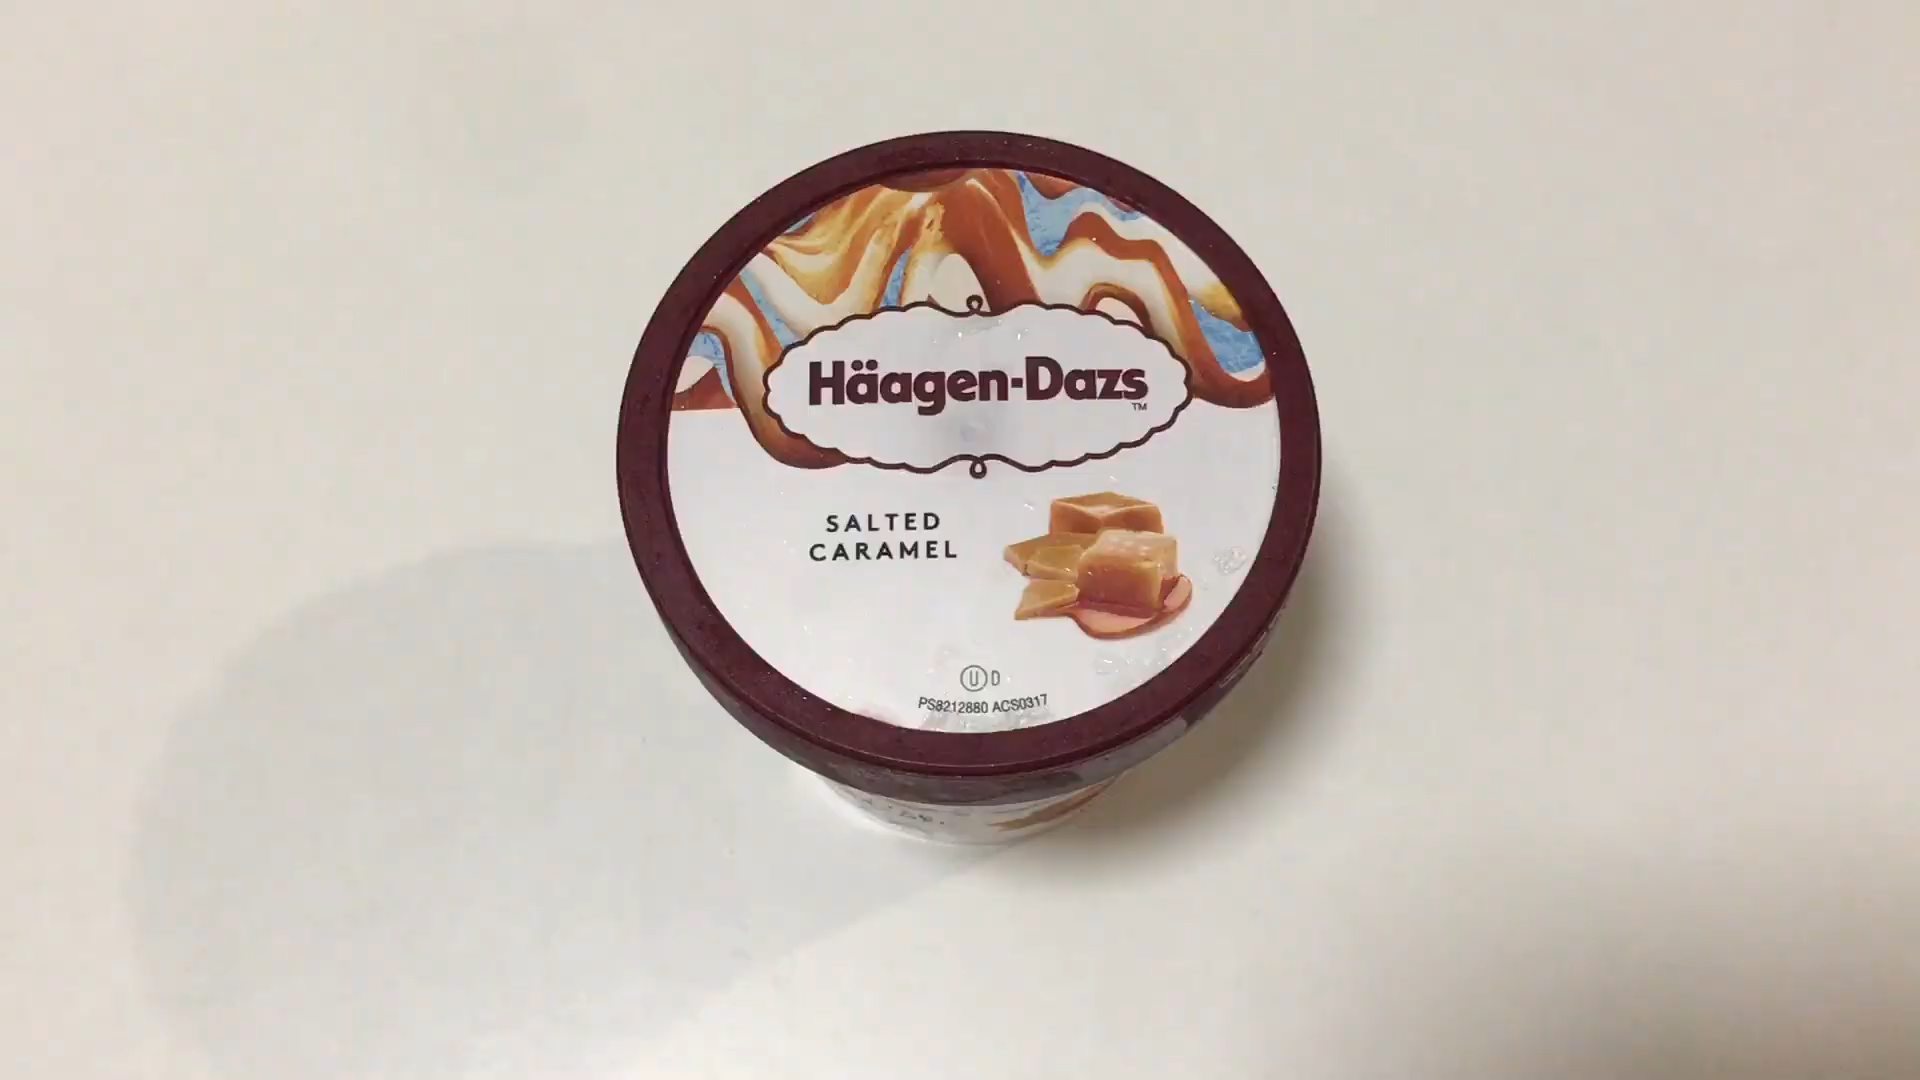 Häagen-Dazs
TM
SALTED
CARAMEL
U D
PS8212880 ACS0317